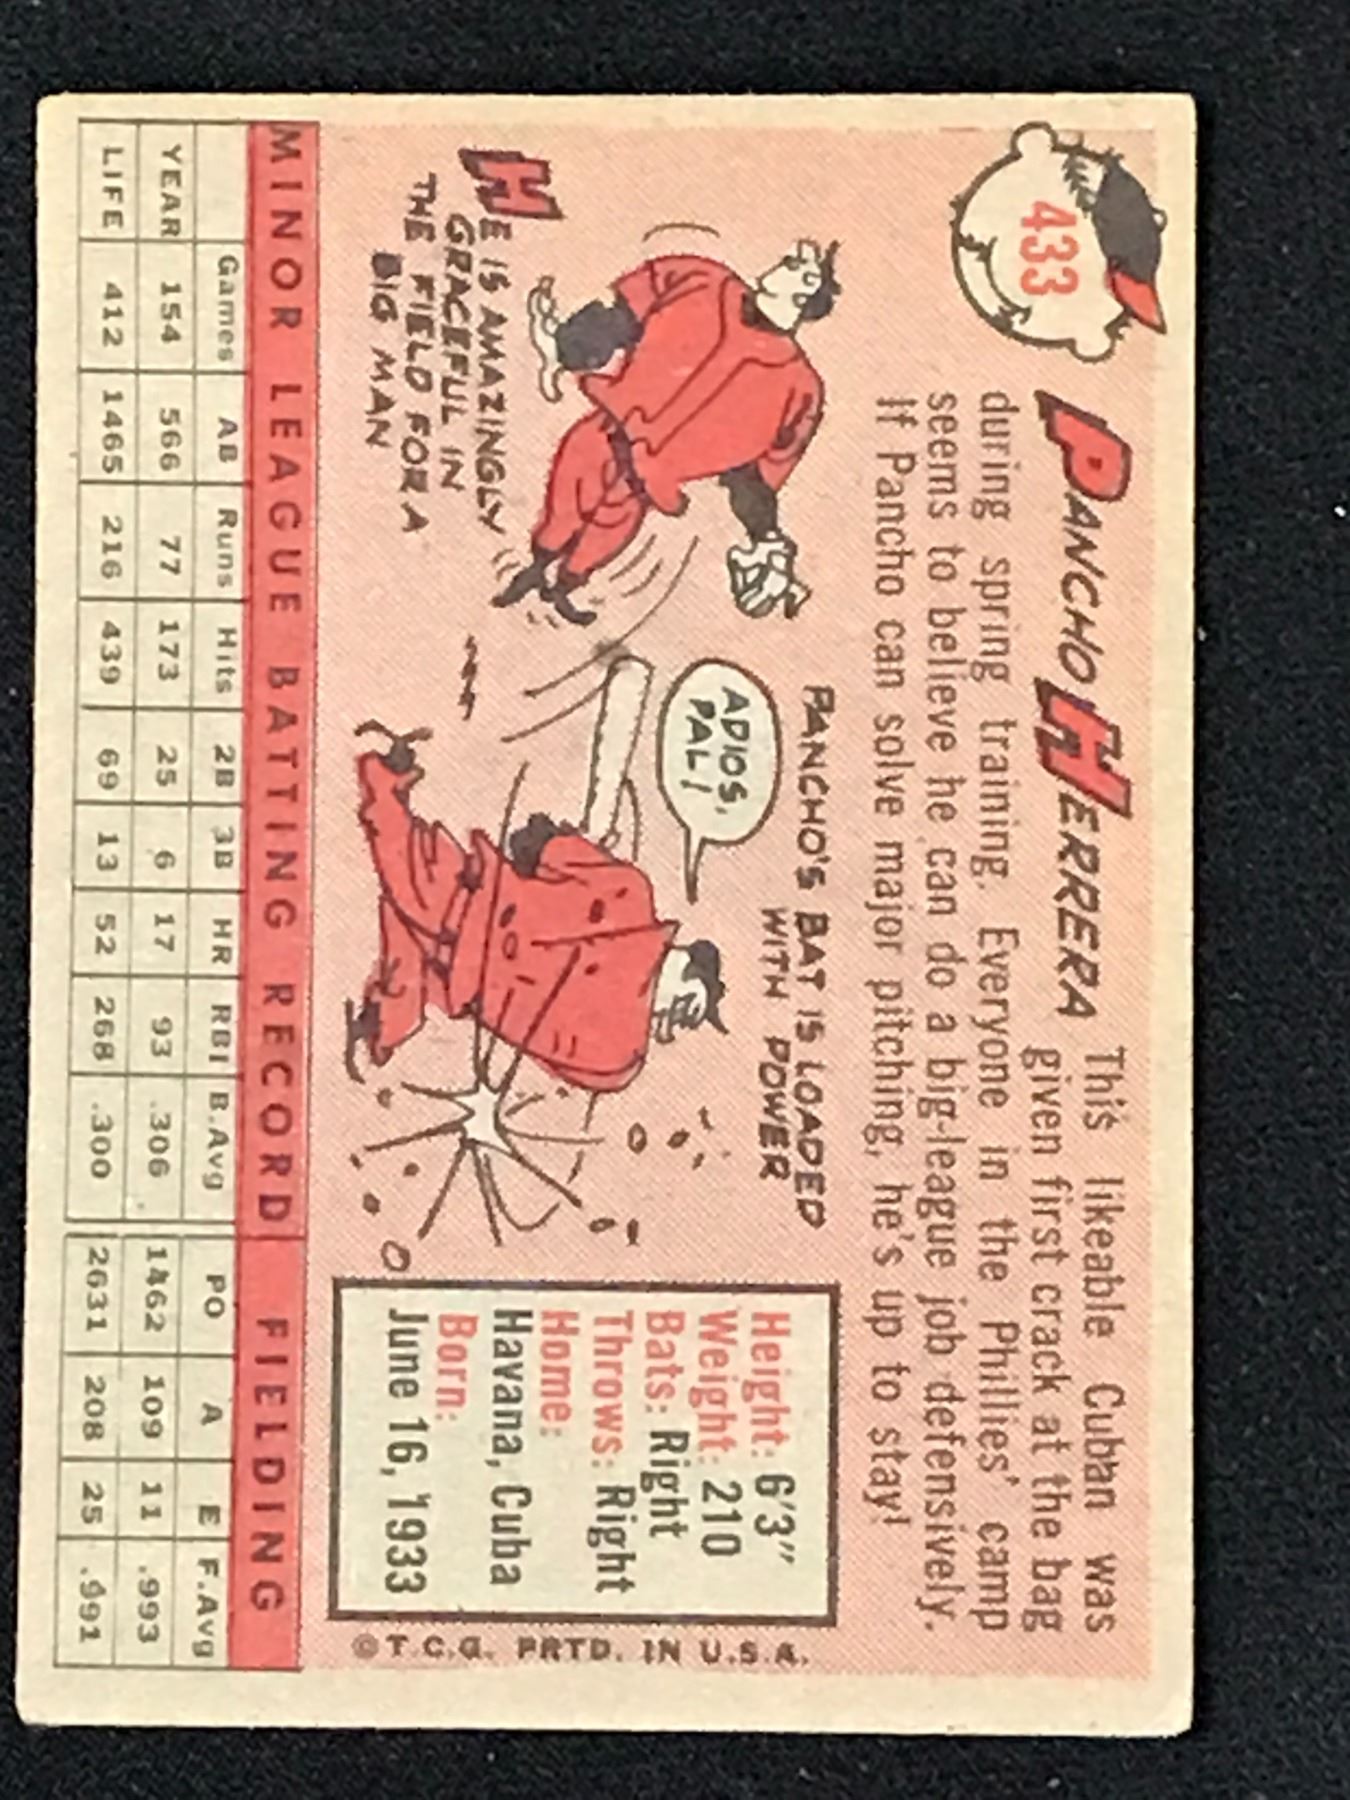 433
PANCHO HERRERA
This likeable Cuban was
given first crack at the bag
during spring training. Everyone in the Phillies' camp
seems to believe he can do a big-league job defensively.
If Pancho can solve major pitching, he's up to stay!
HE IS AMAZINGLY
GRACEFUL IN
THE FIELD FOR A
BIG MAN
PANCHO'S BAT IS LOADED
WITH POWER
ADIOS,
PAL!
Height: 6'3"
Weight: 210
Bats: Right
Throws: Right
Home:
Havana, Cuba
Born:
June 16, 1933
©T.C.G. PRTD. IN U.S.A.
MINOR LEAGUE BATTING RECORD FIELDING
Games AB Runs Hits 2B 3B HR RBI B.Avg PO A E F.Avg
YEAR 154 566 77 173 25 6 17 93 .306 1462 109 11 .993
LIFE 412 1465 216 439 69 13 52 268 .300 2631 208 25 .991